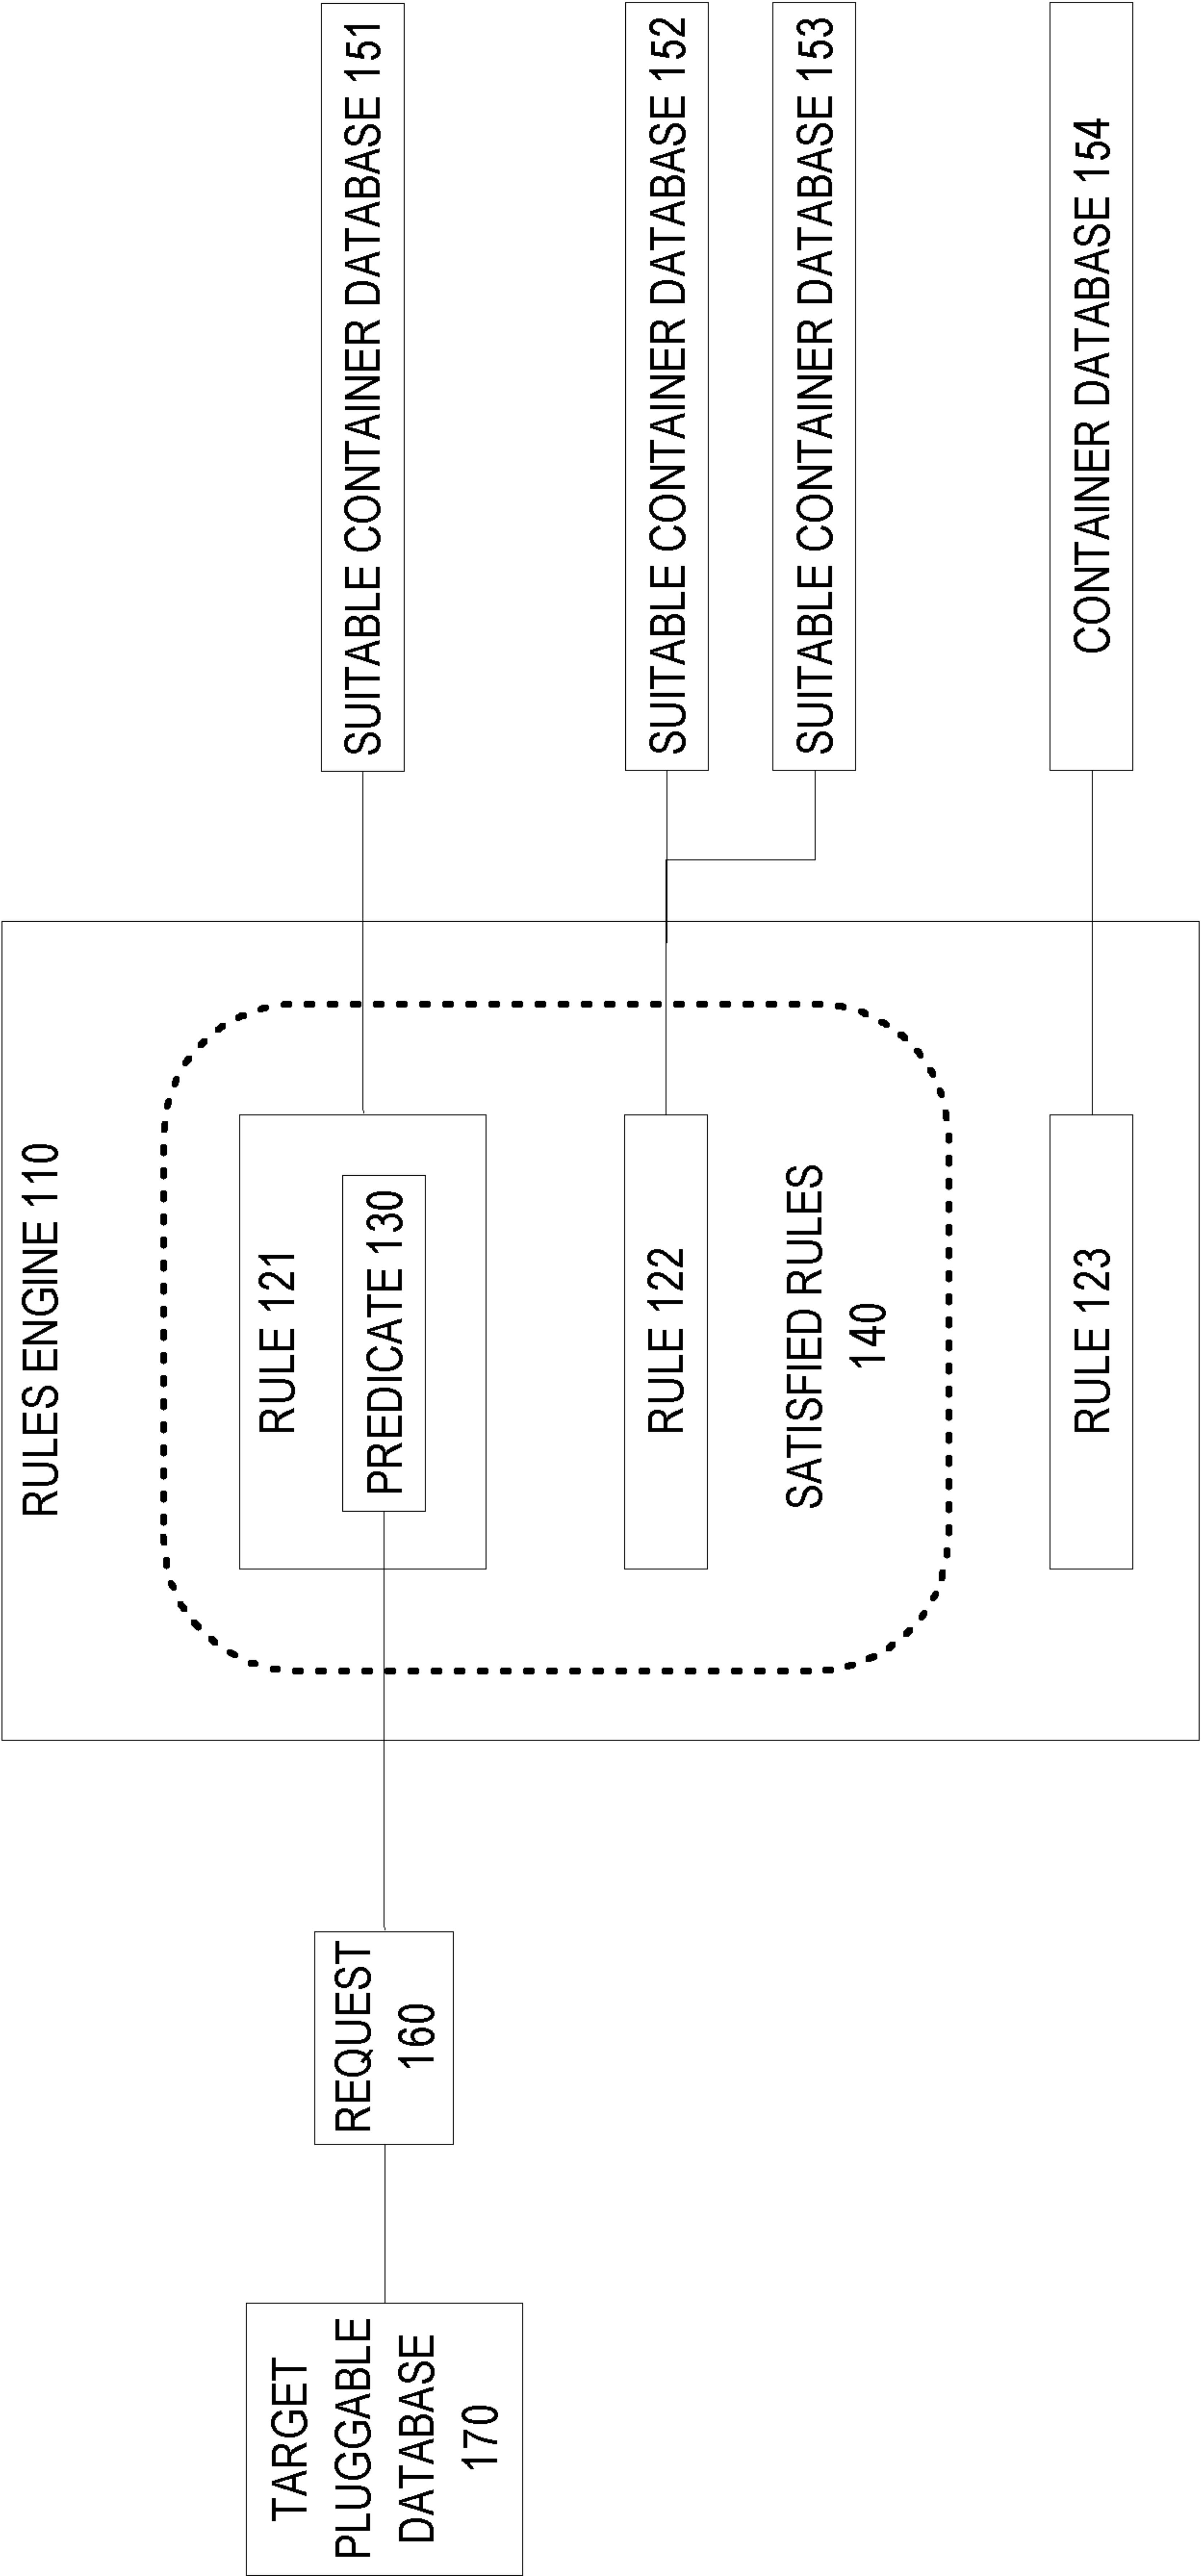 RULES ENGINE 110
TARGET
PLUGGABLE
DATABASE
170
REQUEST
160
RULE 121
PREDICATE 130
SUITABLE CONTAINER DATABASE 151
RULE 122
SUITABLE CONTAINER DATABASE 152
SATISFIED RULES
140
SUITABLE CONTAINER DATABASE 153
RULE 123
CONTAINER DATABASE 154